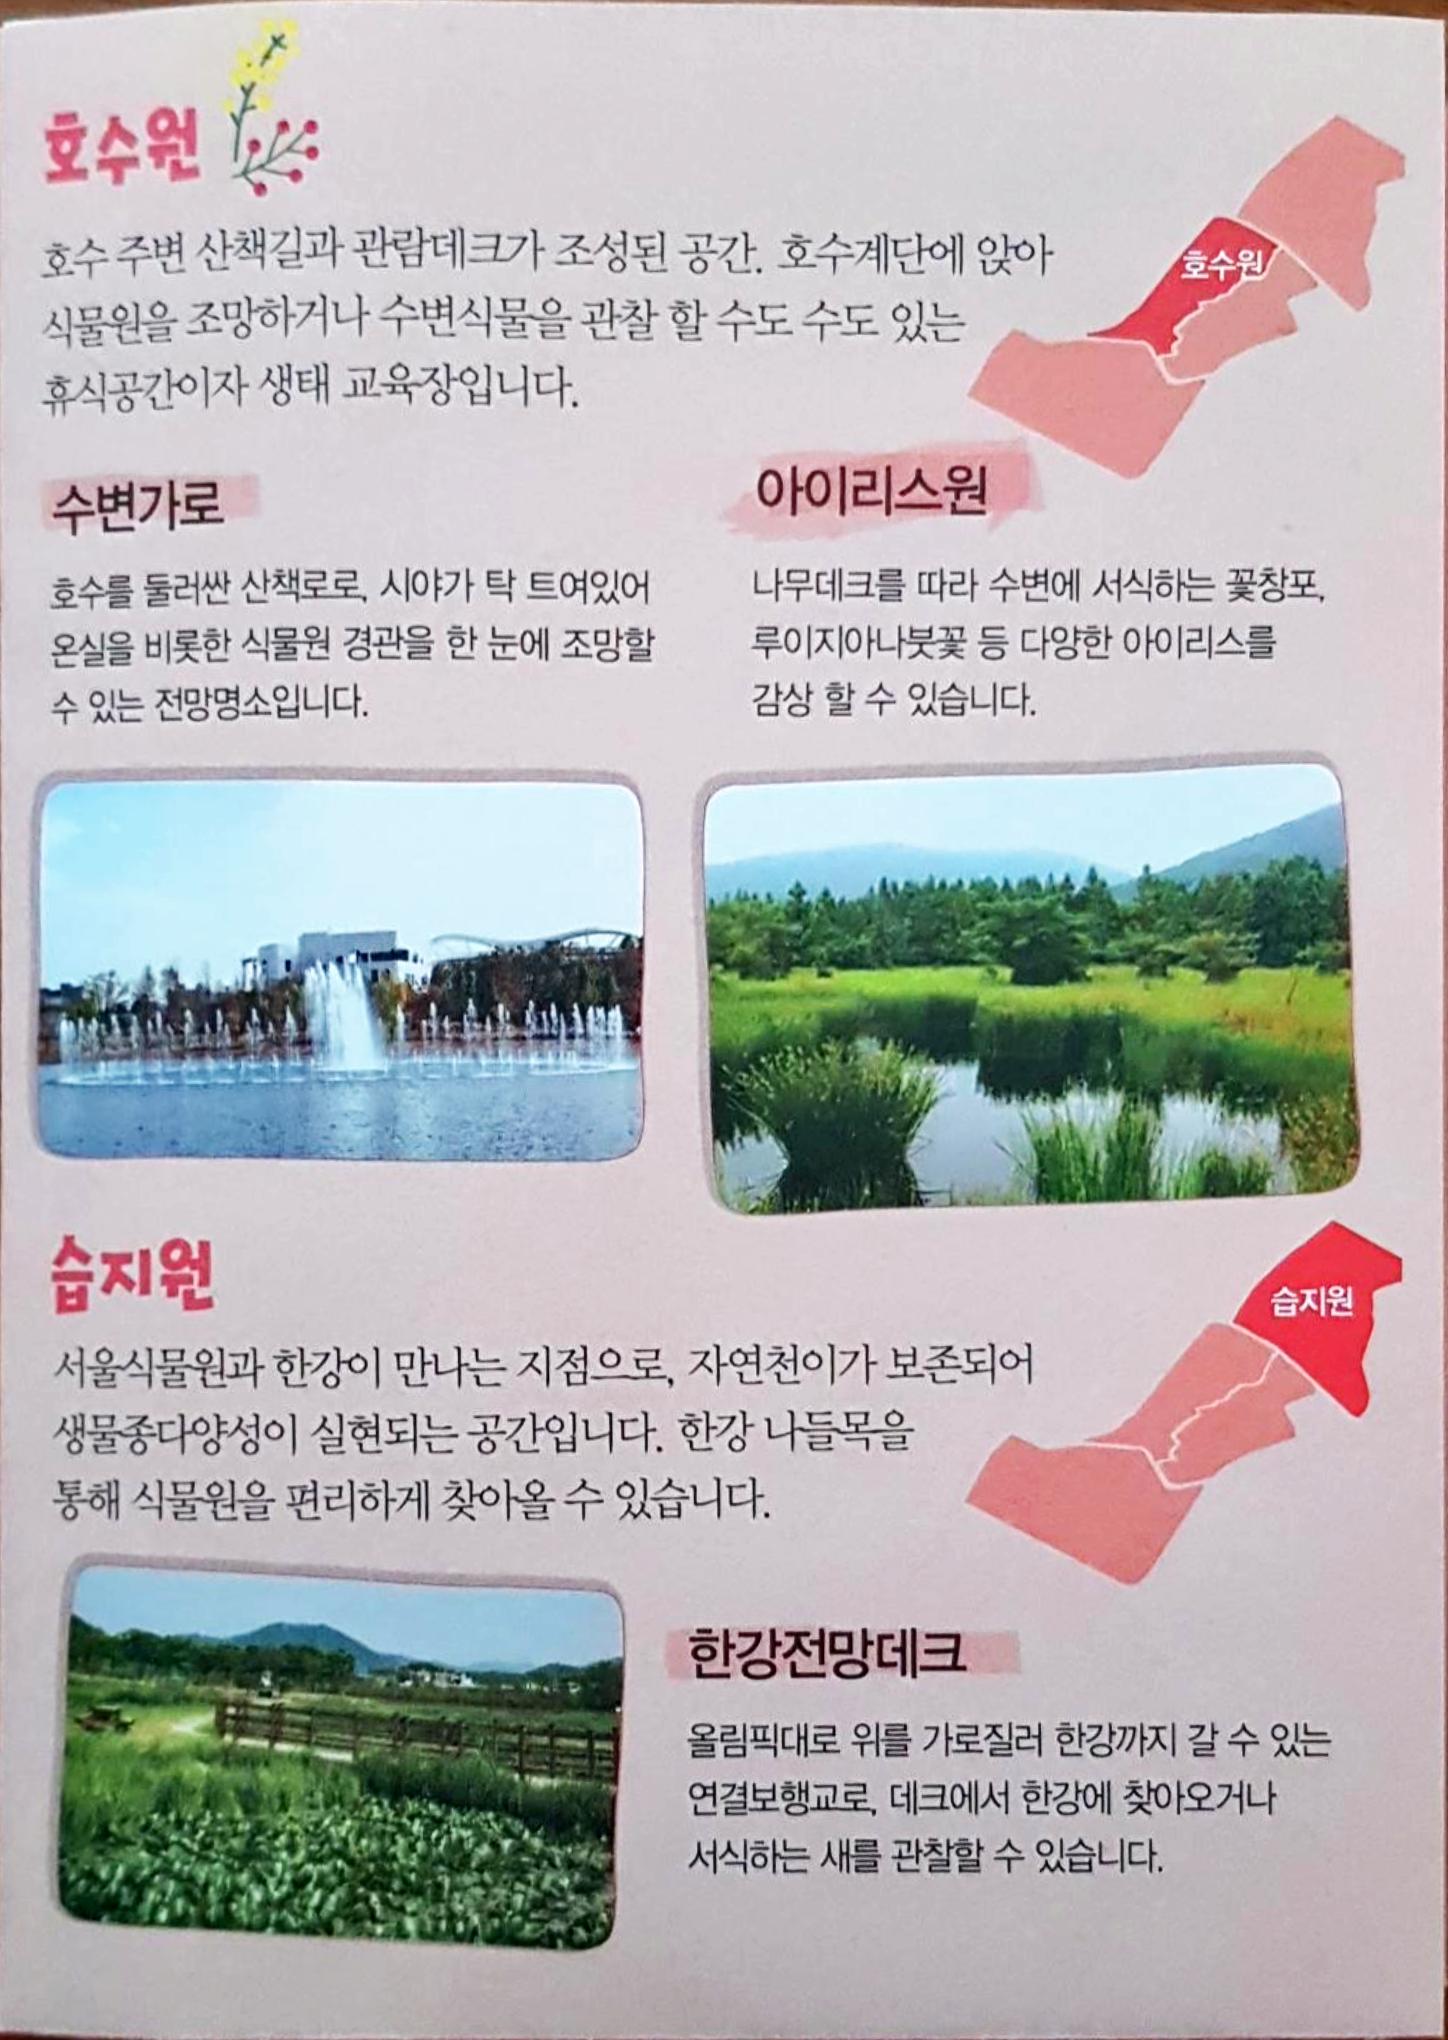 호수원
호수 주변 산책길과 관람데크가 조성된 공간. 호수계단에 앉아
식물원을 조망하거나 수변식물을 관찰 할 수도 수도 있는
휴식공간이자 생태 교육장입니다.
호수원
수변가로
호수를 둘러싼 산책로로, 시야가 탁 트여있어
온실을 비롯한 식물원 경관을 한 눈에 조망할
수 있는 전망명소입니다.
아이리스원
나무데크를 따라 수변에 서식하는 꽃창포,
루이지아나붓꽃 등 다양한 아이리스를
감상 할 수 있습니다.
습지원
서울식물원과 한강이 만나는 지점으로, 자연천이가 보존되어
생물종다양성이 실현되는 공간입니다. 한강 나들목을
통해 식물원을 편리하게 찾아올 수 있습니다.
습지원
한강전망데크
올림픽대로 위를 가로질러 한강까지 갈 수 있는
연결보행교로, 데크에서 한강에 찾아오거나
서식하는 새를 관찰할 수 있습니다.